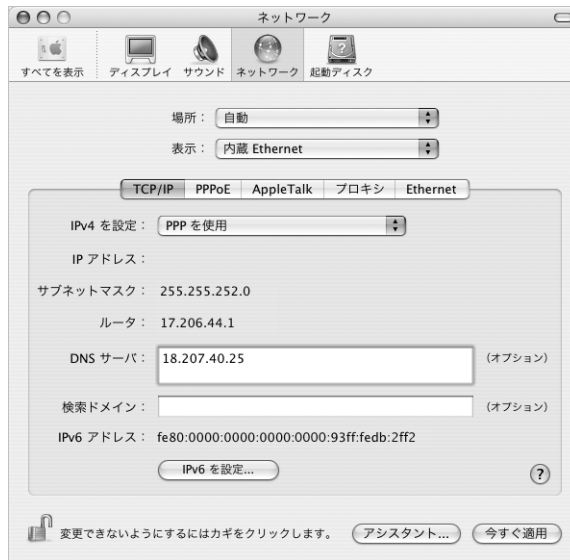 ネットワーク
すべてを表示 ディスプレイ サウンド ネットワーク 起動ディスク
場所： 自動
表示： 内蔵 Ethernet
TCP/IP PPPoE AppleTalk プロキシ Ethernet
IPv4 を設定： PPP を使用
IP アドレス：
サブネットマスク： 255.255.252.0
ルータ： 17.206.44.1
DNS サーバ： 18.207.40.25 (オプション)
検索ドメイン： (オプション)
IPv6 アドレス： fe80:0000:0000:0000:0000:93ff:fedb:2ff2
IPv6 を設定...
?
変更できないようにするにはカギをクリックします。 アシスタント... 今すぐ適用